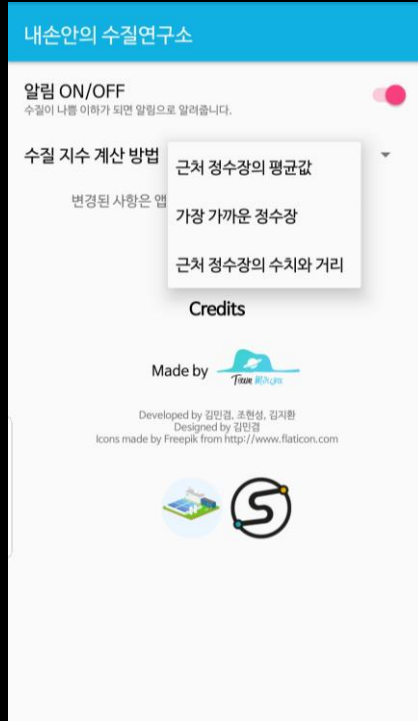 내손안의 수질연구소
알림 ON/OFF
수질이 나쁨 이하가 되면 알림으로 알려줍니다.
수질 지수 계산 방법
근처 정수장의 평균값
가장 가까운 정수장
근처 정수장의 수치와 거리
변경된 사항은 앱
Credits
Made by
Team
Developed by 김민겸, 조현성, 김지환
Designed by 김민겸
Icons made by Freepik from http://www.flaticon.com